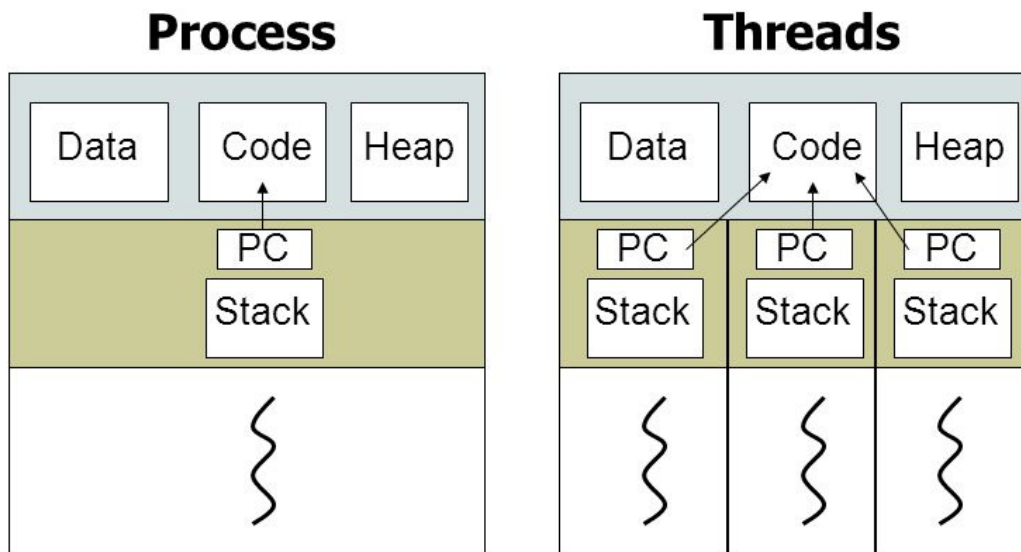 Process
Data Code Heap
PC
Stack
Threads
Data Code Heap
PC PC PC
Stack Stack Stack